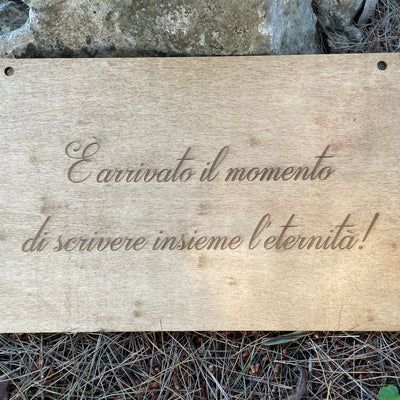 È arrivato il momento
di scrivere insieme l'eternità!